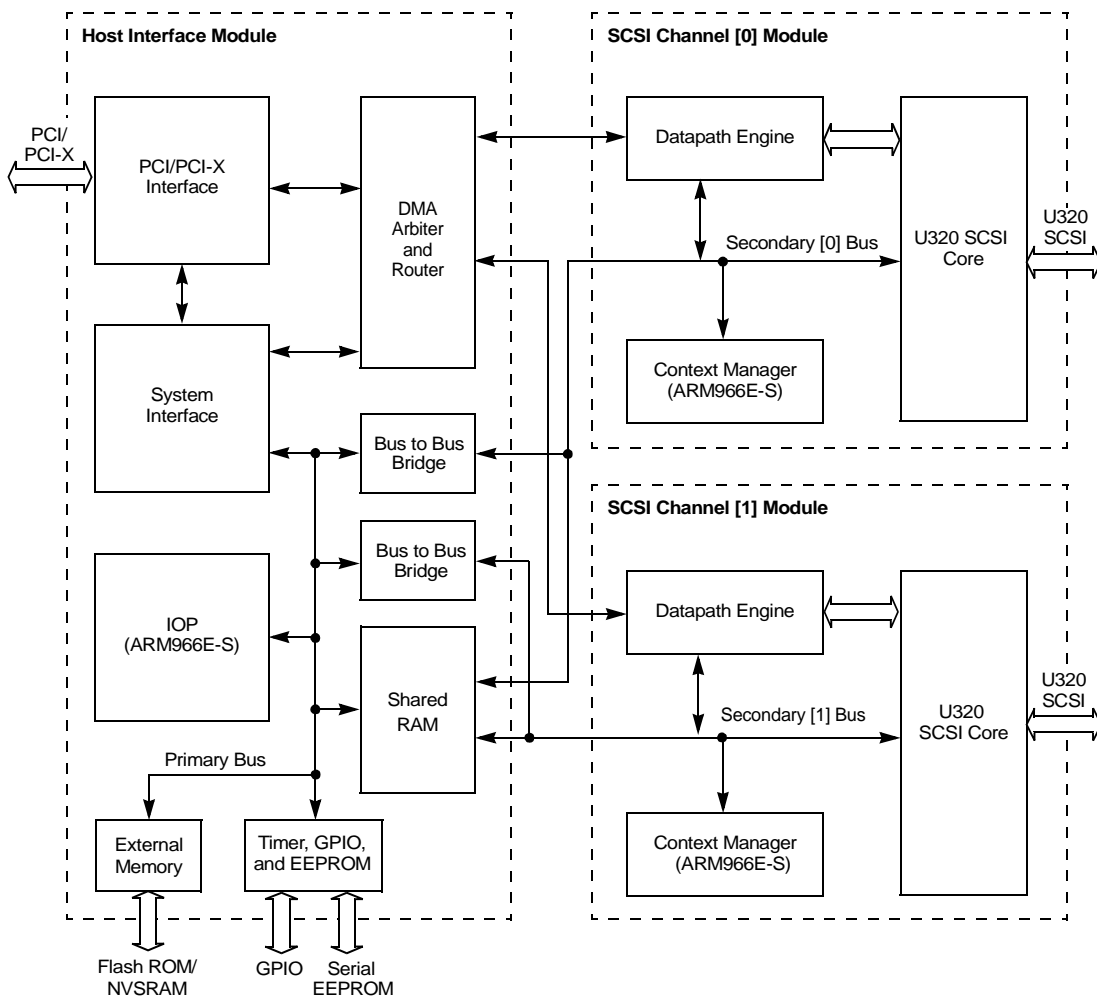 Host Interface Module
PCI/
PCI-X
PCI/PCI-X
Interface
DMA
Arbiter
and
Router
System
Interface
Bus to Bus
Bridge
Bus to Bus
Bridge
IOP
(ARM966E-S)
Shared
RAM
Primary Bus
External
Memory
Timer, GPIO,
and EEPROM
Flash ROM/
NVSRAM
GPIO
Serial
EEPROM
SCSI Channel [0] Module
Datapath Engine
Secondary [0] Bus
U320 SCSI
Core
U320
SCSI
Context Manager
(ARM966E-S)
SCSI Channel [1] Module
Datapath Engine
Secondary [1] Bus
U320
SCSI Core
U320
SCSI
Context Manager
(ARM966E-S)